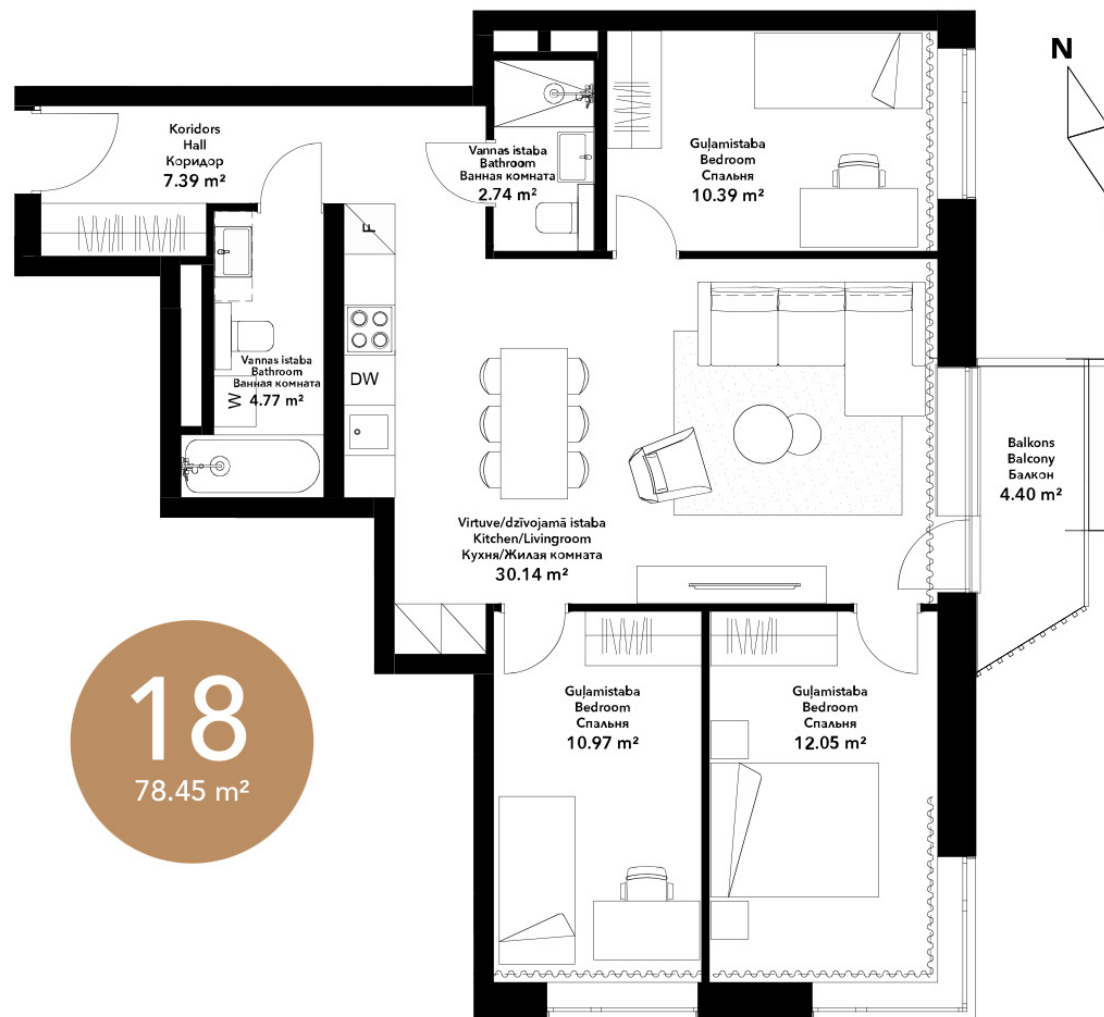 N
Koridors
Hall
Коридор
7.39 m²
Vannas istaba
Bathroom
Ванная комната
2.74 m²
Guļamistaba
Bedroom
Спальня
10.39 m²
F
Vannas istaba
Bathroom
Ванная комната
W
4.77 m²
DW
Balkons
Balcony
Балкон
4.40 m²
Virtuve/dzīvojamā istaba
Kitchen/Livingroom
Кухня/Жилая комната
30.14 m²
18
78.45 m²
Guļamistaba
Bedroom
Спальня
10.97 m²
Guļamistaba
Bedroom
Спальня
12.05 m²